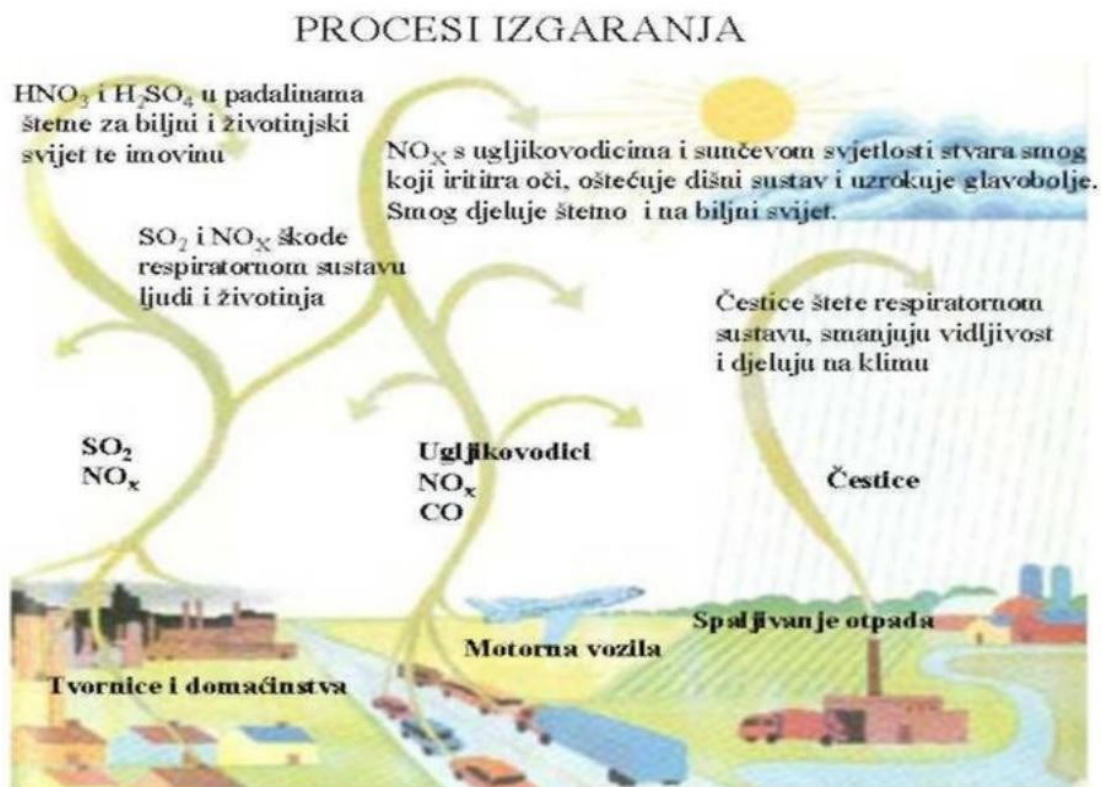 PROCESI IZGARANJA
HNO₃ i H₂SO₄ u padalinama
štetne za biljni i životinjski
svijet te imovinu
NOₓ s ugljikovodicima i sunčevom svjetlosti stvara smog
koji irititra oči, oštećuje dišni sustav i uzrokuje glavobolje.
Smog djeluje štetno i na biljni svijet.
SO₂ i NOₓ škode
respiratornom sustavu
ljudi i životinja
Čestice štete respiratornom
sustavu, smanjuju vidljivost
i djeluju na klimu
SO₂
NOₓ
Ugljikovodici
NOₓ
CO
Čestice
Spaljivanje otpada
Motorna vozila
Tvornice i domaćinstva